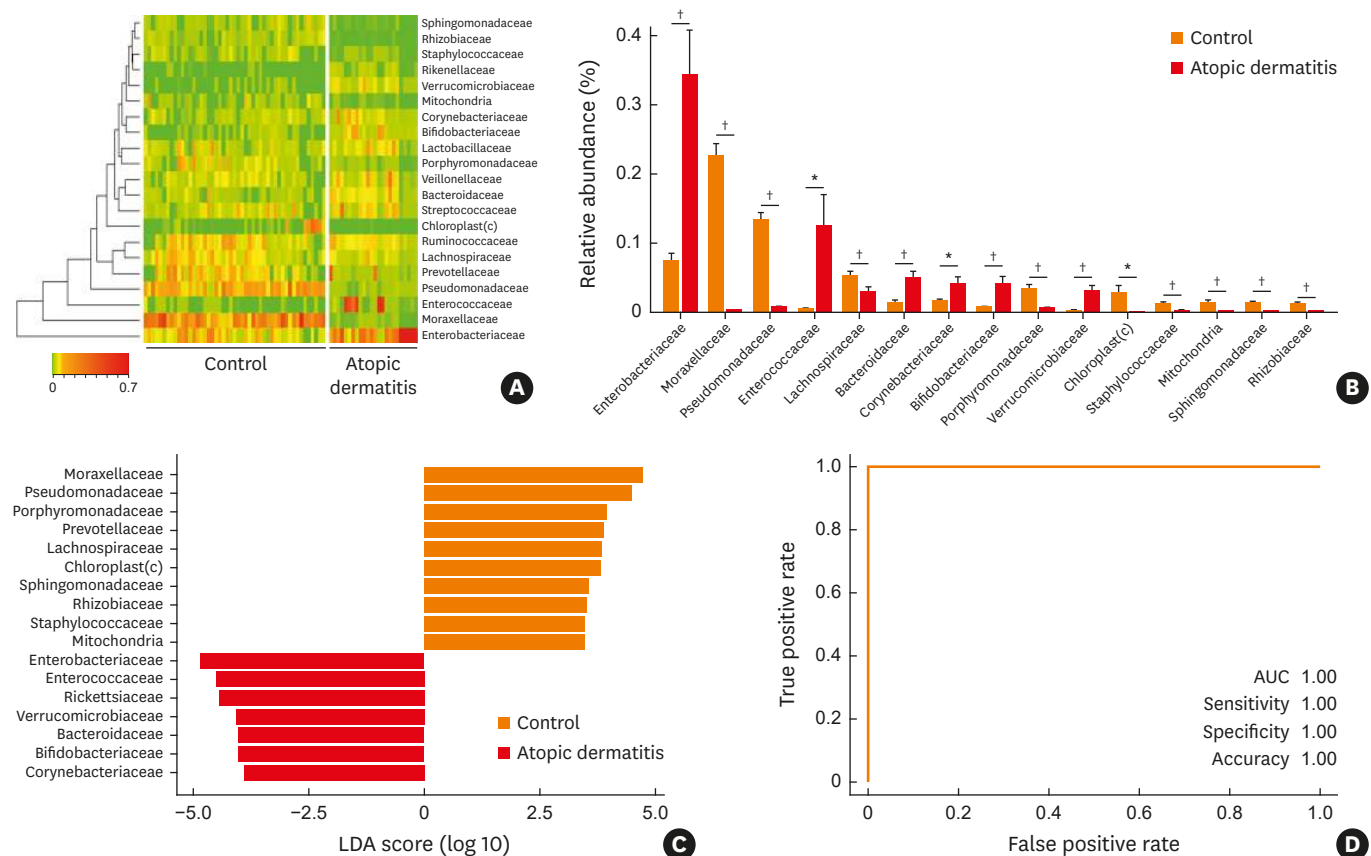 Sphingomonadaceae
Rhizobiaceae
Staphylococcaceae
Rikenellaceae
Verrucomicrobiaceae
Mitochondria
Corynebacteriaceae
Bifidobacteriaceae
Lactobacillaceae
Porphyromonadaceae
Veillonellaceae
Bacteroidaceae
Streptococcaceae
Chloroplast(c)
Ruminococcaceae
Lachnospiraceae
Prevotellaceae
Pseudomonadaceae
Enterococcaceae
Moraxellaceae
Enterobacteriaceae
0
0.7
Control
Atopic
dermatitis
A
Relative abundance (%)
0.4
0.3
0.2
0.1
0
† † † * † † * † † † * † † † †
Control
Atopic dermatitis
Enterobacteriaceae
Moraxellaceae
Pseudomonadaceae
Enterococcaceae
Lachnospiraceae
Bacteroidaceae
Corynebacteriaceae
Bifidobacteriaceae
Porphyromonadaceae
Verrucomicrobiaceae
Chloroplast(c)
Staphylococcaceae
Mitochondria
Sphingomonadaceae
Rhizobiaceae
B
Moraxellaceae
Pseudomonadaceae
Porphyromonadaceae
Prevotellaceae
Lachnospiraceae
Chloroplast(c)
Sphingomonadaceae
Rhizobiaceae
Staphylococcaceae
Mitochondria
Enterobacteriaceae
Enterococcaceae
Rickettsiaceae
Verrucomicrobiaceae
Bacteroidaceae
Bifidobacteriaceae
Corynebacteriaceae
Control
Atopic dermatitis
−5.0 −2.5 0 2.5 5.0
LDA score (log 10)
C
True positive rate
1.0
0.8
0.6
0.4
0.2
0
AUC 1.00
Sensitivity 1.00
Specificity 1.00
Accuracy 1.00
0 0.2 0.4 0.6 0.8 1.0
False positive rate
D